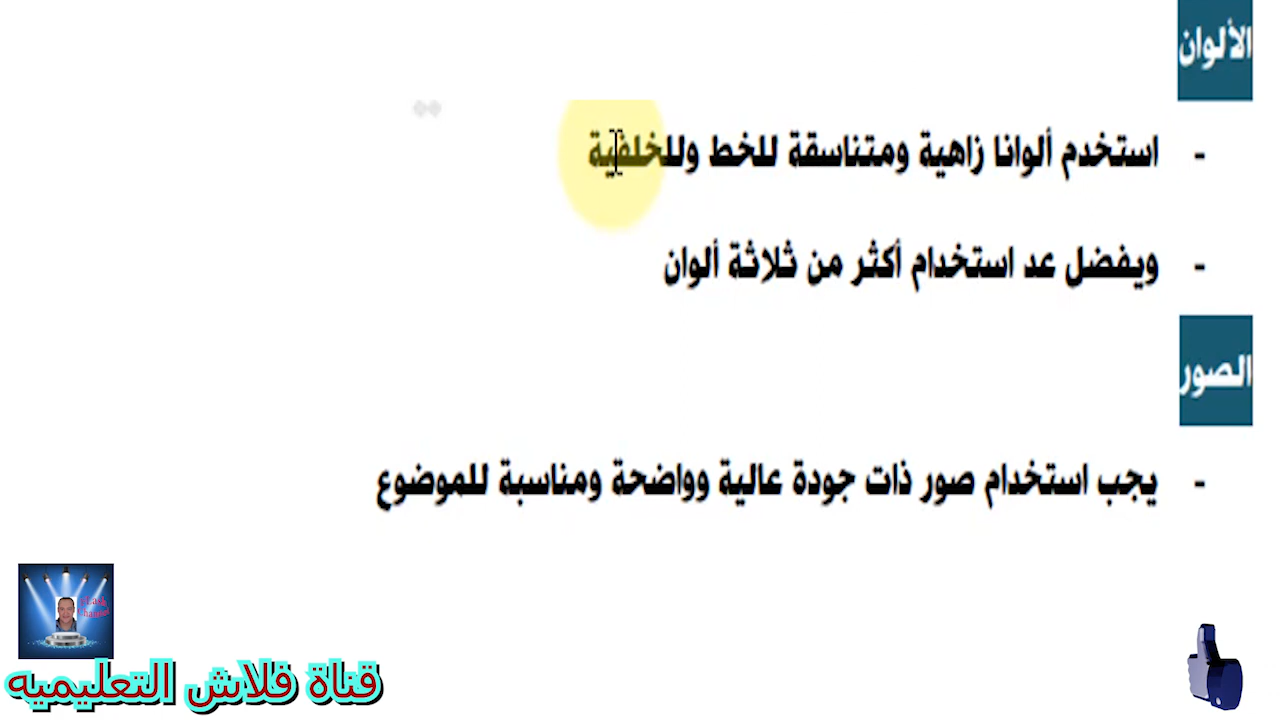 الألوان
- استخدم ألوانا زاهية ومتناسقة للخط وللخلفية
- ويفضل عد استخدام أكثر من ثلاثة ألوان
الصور
- يجب استخدام صور ذات جودة عالية وواضحة ومناسبة للموضوع
قناة فلاش التعليميه